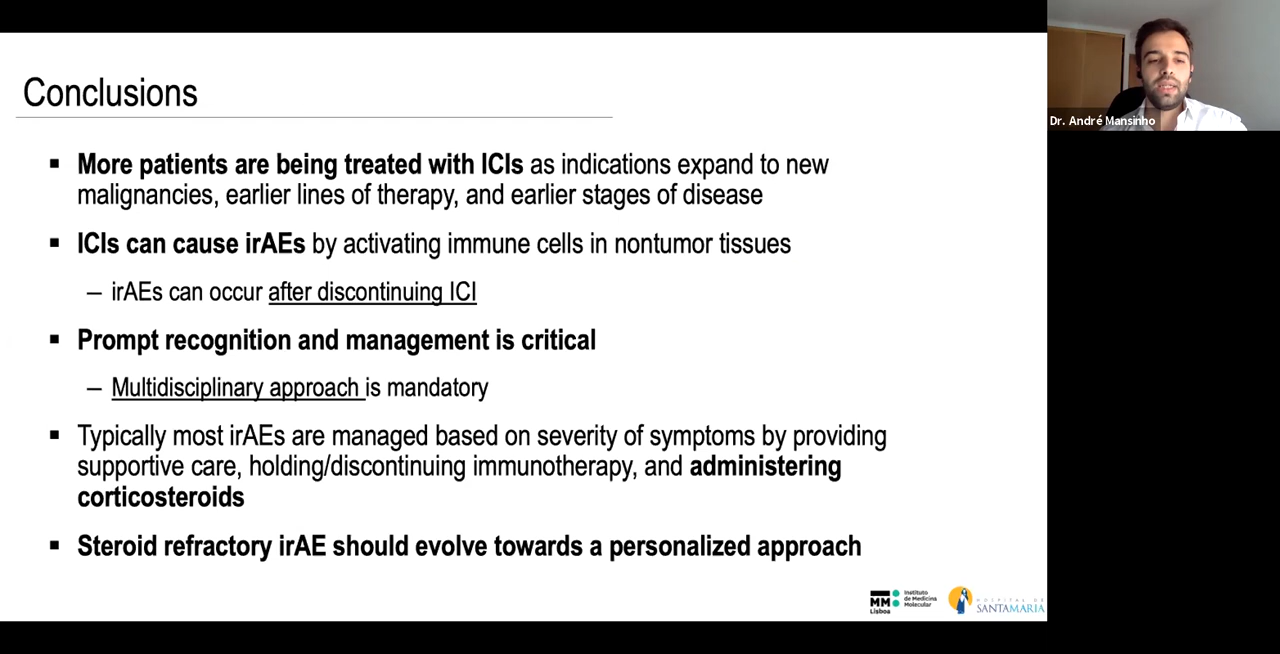 Conclusions
▪ More patients are being treated with ICIs as indications expand to new
malignancies, earlier lines of therapy, and earlier stages of disease
▪ ICIs can cause irAEs by activating immune cells in nontumor tissues
– irAEs can occur after discontinuing ICI
▪ Prompt recognition and management is critical
– Multidisciplinary approach is mandatory
▪ Typically most irAEs are managed based on severity of symptoms by providing
supportive care, holding/discontinuing immunotherapy, and administering
corticosteroids
▪ Steroid refractory irAE should evolve towards a personalized approach
MM
Lisboa
Instituto
de Medicina
Molecular
HOSPITAL DE
SANTAMARIA
Dr. André Mansinho